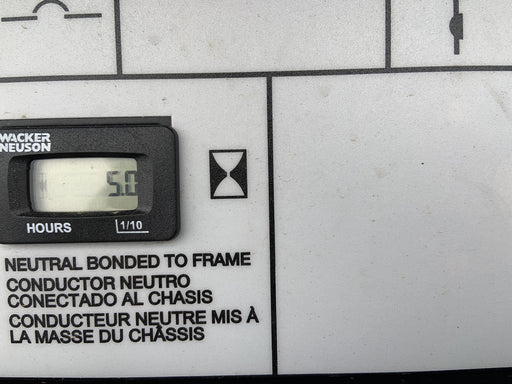 WACKER
NEUSON
5.0
HOURS 1/10
NEUTRAL BONDED TO FRAME
CONDUCTOR NEUTRO
CONECTADO AL CHASIS
CONDUCTEUR NEUTRE MIS À
LA MASSE DU CHÂSSIS